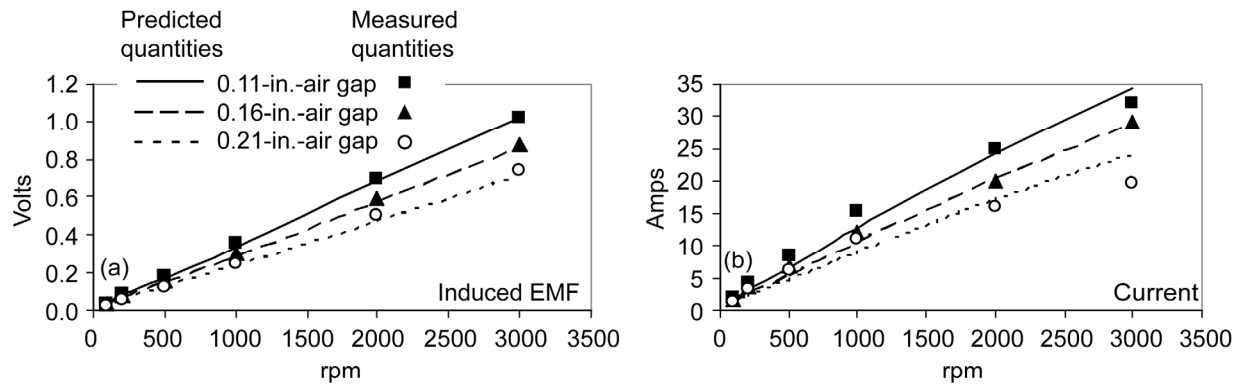 Predicted quantities
Measured quantities
0.11-in.-air gap
0.16-in.-air gap
0.21-in.-air gap
1.2
1.0
0.8
0.6
0.4
0.2
0.0
Volts
(a)
Induced EMF
0 500 1000 1500 2000 2500 3000 3500
rpm
35
30
25
20
15
10
5
0
Amps
(b)
Current
0 500 1000 1500 2000 2500 3000 3500
rpm